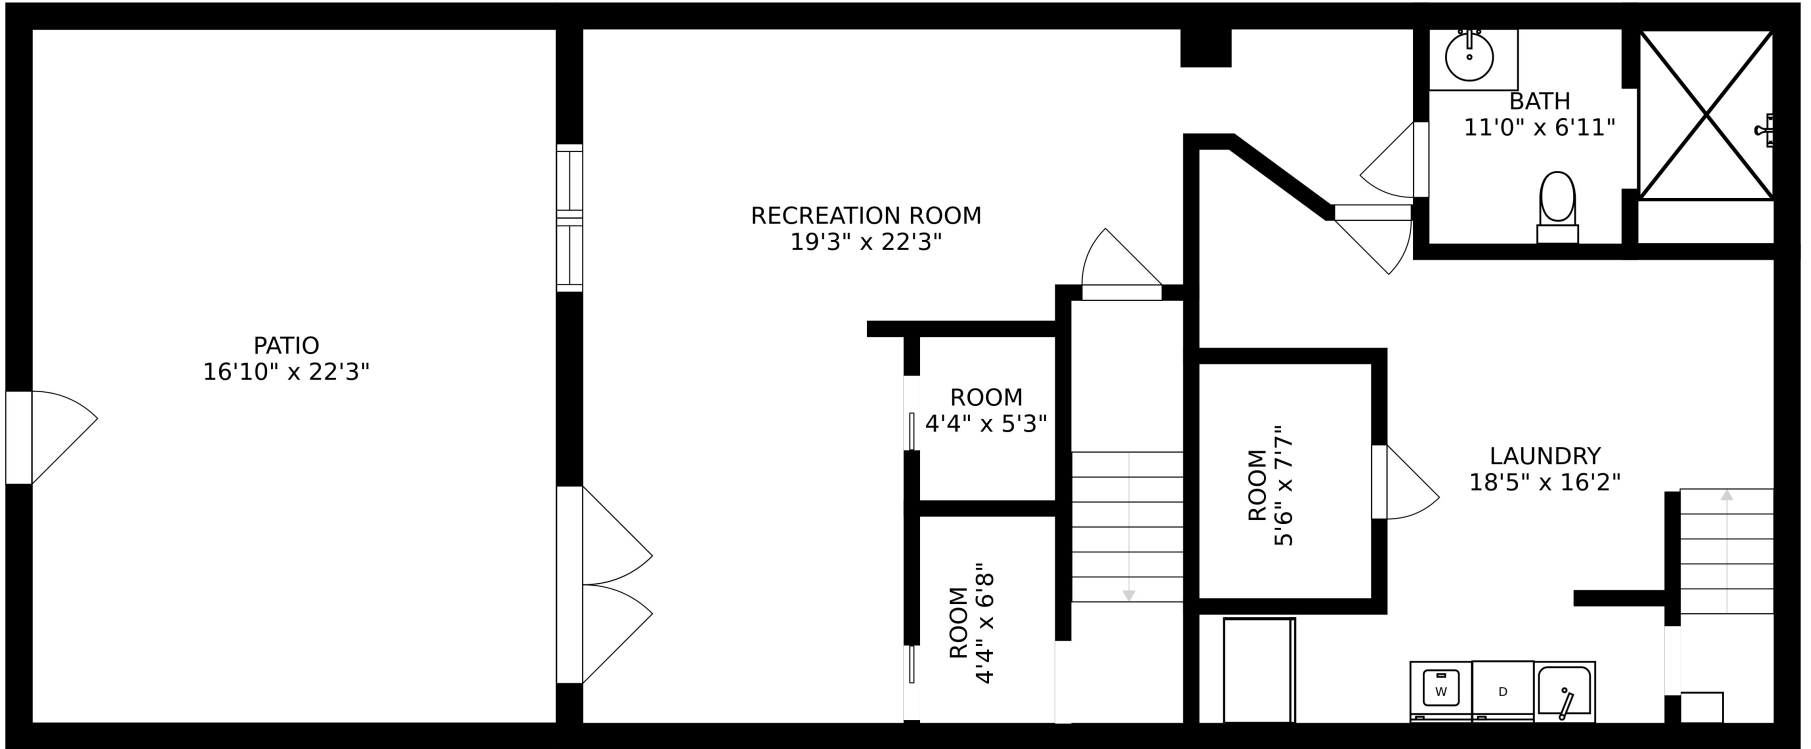 BATH
11'0" x 6'11"
RECREATION ROOM
19'3" x 22'3"
PATIO
16'10" x 22'3"
ROOM
4'4" x 5'3"
ROOM
5'6" x 7'7"
LAUNDRY
18'5" x 16'2"
ROOM
4'4" x 6'8"
W
D